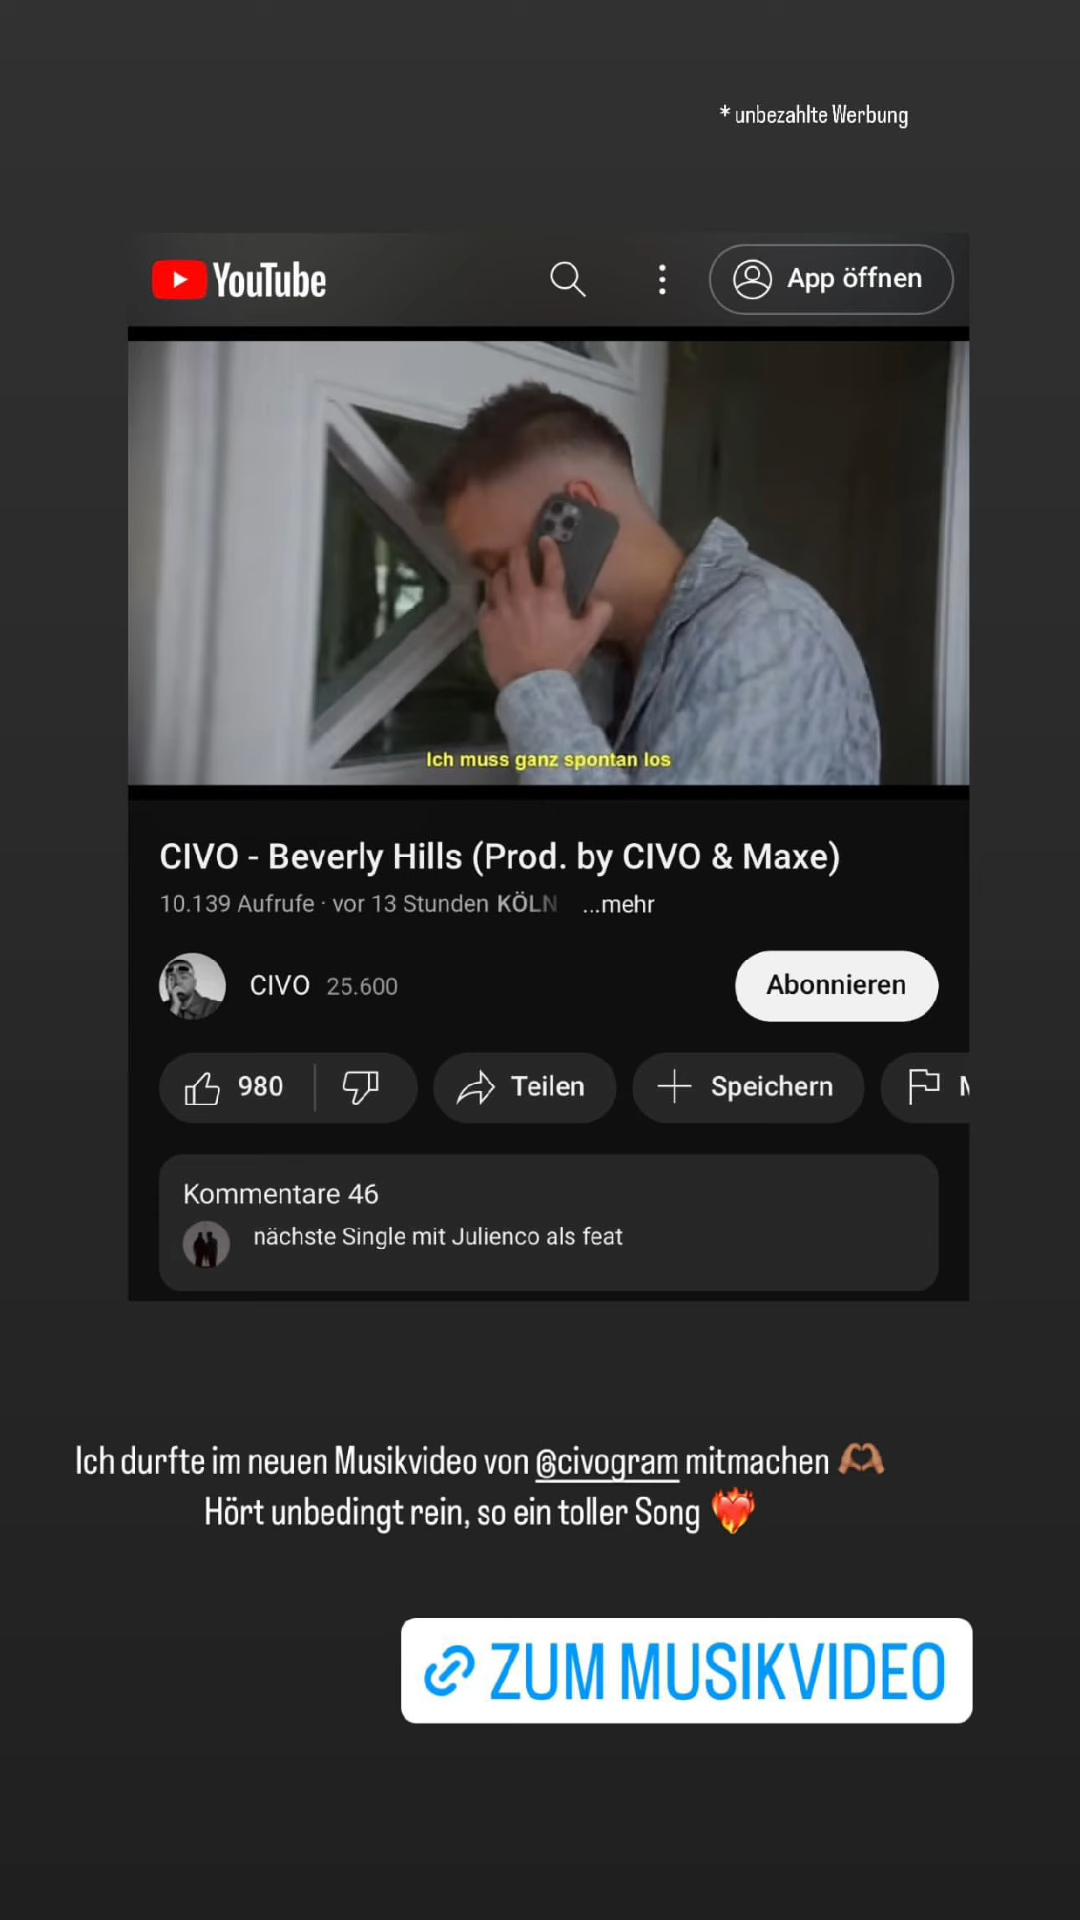 * unbezahlte Werbung
YouTube
App öffnen
Ich muss ganz spontan los
CIVO - Beverly Hills (Prod. by CIVO & Maxe)
10.139 Aufrufe · vor 13 Stunden KÖLN ...mehr
CIVO 25.600
Abonnieren
980
Teilen
Speichern
Kommentare 46
nächste Single mit Julienco als feat
Ich durfte im neuen Musikvideo von @civogram mitmachen 🫶🏽
Hört unbedingt rein, so ein toller Song ❤️‍🔥
ZUM MUSIKVIDEO